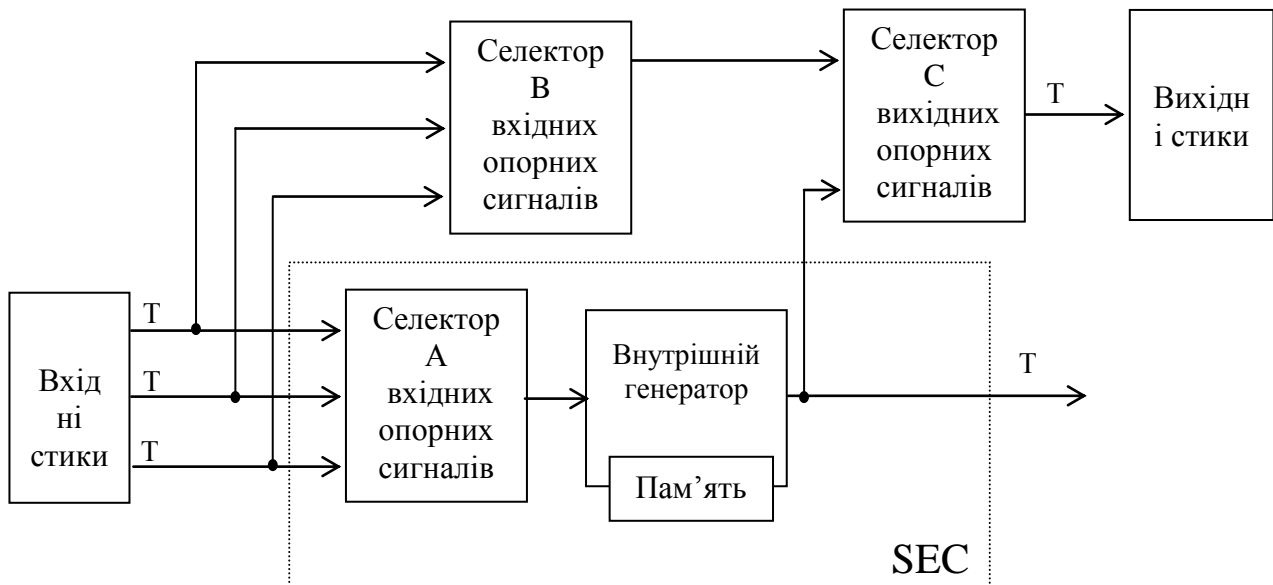 Селектор
В
вхідних
опорних
сигналів
Селектор
С
вихідних
опорних
сигналів
Т
Вихідн
і стики
Вхід
ні
стики
Т
Т
Т
Селектор
А
вхідних
опорних
сигналів
Внутрішній
генератор
Пам’ять
Т
SEC